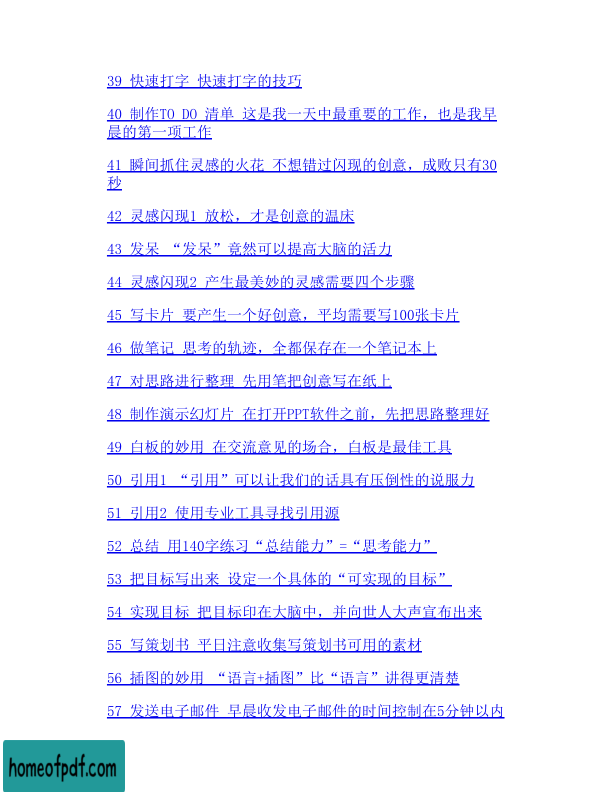 39 快速打字 快速打字的技巧
40 制作TO DO 清单 这是我一天中最重要的工作，也是我早
晨的第一项工作
41 瞬间抓住灵感的火花 不想错过闪现的创意，成败只有30
秒
42 灵感闪现1 放松，才是创意的温床
43 发呆 “发呆”竟然可以提高大脑的活力
44 灵感闪现2 产生最美妙的灵感需要四个步骤
45 写卡片 要产生一个好创意，平均需要写100张卡片
46 做笔记 思考的轨迹，全都保存在一个笔记本上
47 对思路进行整理 先用笔把创意写在纸上
48 制作演示幻灯片 在打开PPT软件之前，先把思路整理好
49 白板的妙用 在交流意见的场合，白板是最佳工具
50 引用1 “引用”可以让我们的话具有压倒性的说服力
51 引用2 使用专业工具寻找引用源
52 总结 用140字练习“总结能力”=“思考能力”
53 把目标写出来 设定一个具体的“可实现的目标”
54 实现目标 把目标印在大脑中，并向世人大声宣布出来
55 写策划书 平日注意收集写策划书可用的素材
56 插图的妙用 “语言+插图”比“语言”讲得更清楚
57 发送电子邮件 早晨收发电子邮件的时间控制在5分钟以内
homeofpdf.com